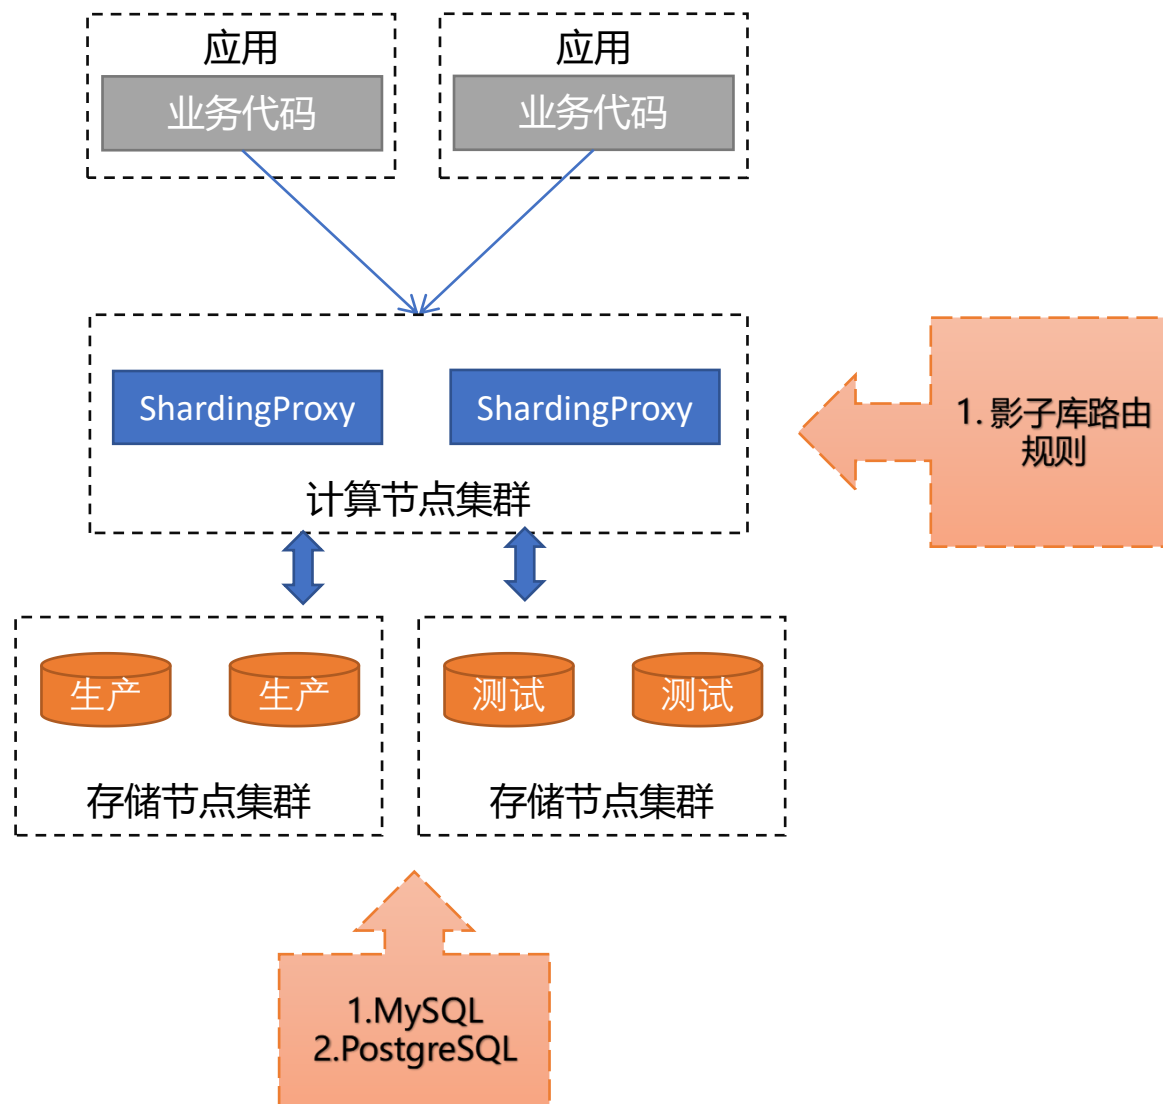 应用
应用
业务代码
业务代码
ShardingProxy
ShardingProxy
1. 影子库路由
规则
计算节点集群
生产
生产
测试
测试
存储节点集群
存储节点集群
1.MySQL
2.PostgreSQL